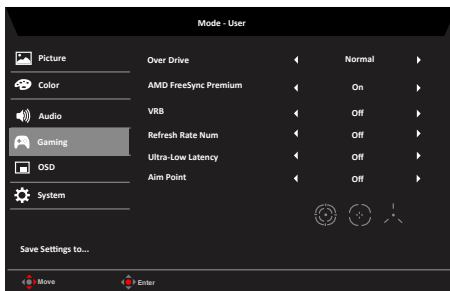 Mode - User
Picture
Color
Audio
Gaming
OSD
System
Save Settings to...
Over Drive Normal
AMD FreeSync Premium On
VRB Off
Refresh Rate Num Off
Ultra-Low Latency Off
Aim Point Off
Move Enter